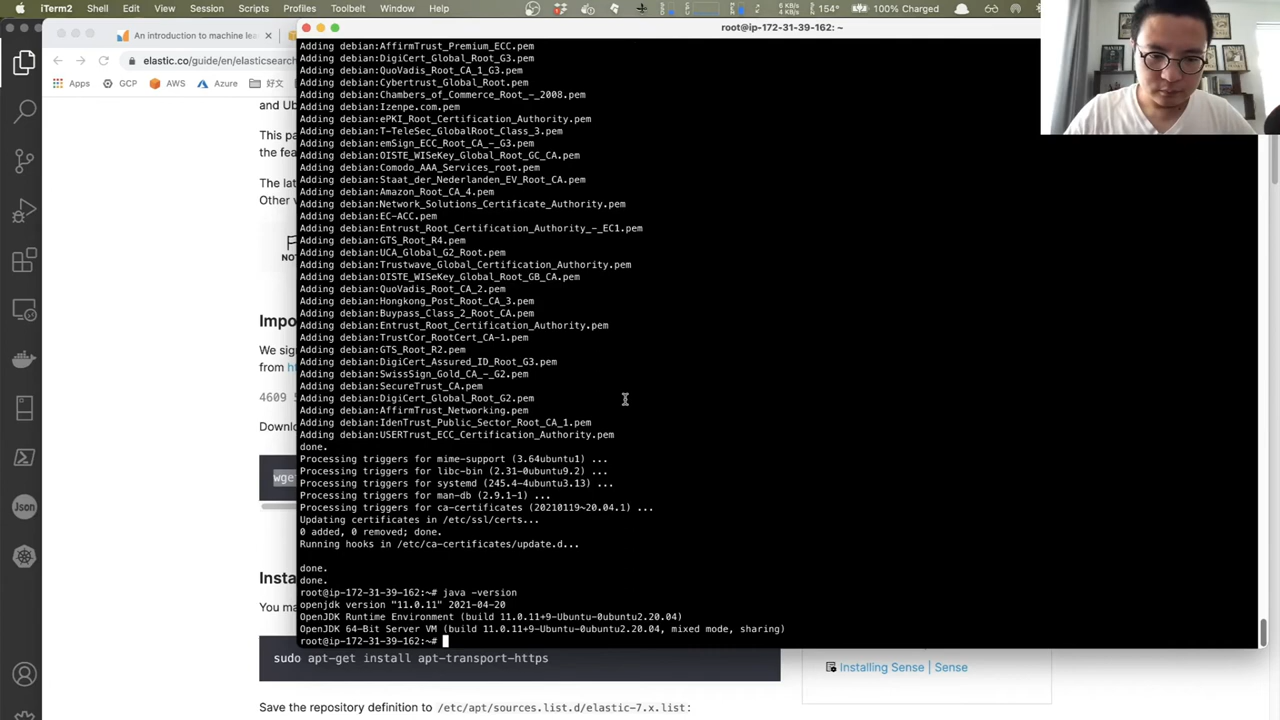 iTerm2 Shell Edit View Session Scripts Profiles Toolbelt Window Help
154° 100% Charged
An introduction to machine lea
root@ip-172-31-39-162: ~
elastic.co/guide/en/elasticsearch
Apps GCP AWS Azure 好文
and Ub
This pa
the fea
The lat
Other v
NO
Impo
We sign
from h
4609
Downlo
wge
Insta
You ma
Adding debian:AffirmTrust_Premium_ECC.pem
Adding debian:DigiCert_Global_Root_G3.pem
Adding debian:QuoVadis_Root_CA_1_G3.pem
Adding debian:Cybertrust_Global_Root.pem
Adding debian:Chambers_of_Commerce_Root_-_2008.pem
Adding debian:Izenpe.com.pem
Adding debian:ePKI_Root_Certification_Authority.pem
Adding debian:T-TeleSec_GlobalRoot_Class_3.pem
Adding debian:emSign_ECC_Root_CA_-_G3.pem
Adding debian:OISTE_WISeKey_Global_Root_GC_CA.pem
Adding debian:Comodo_AAA_Services_root.pem
Adding debian:Staat_der_Nederlanden_EV_Root_CA.pem
Adding debian:Amazon_Root_CA_4.pem
Adding debian:Network_Solutions_Certificate_Authority.pem
Adding debian:EC-ACC.pem
Adding debian:Entrust_Root_Certification_Authority_-_EC1.pem
Adding debian:GTS_Root_R4.pem
Adding debian:UCA_Global_G2_Root.pem
Adding debian:Trustwave_Global_Certification_Authority.pem
Adding debian:OISTE_WISeKey_Global_Root_GB_CA.pem
Adding debian:QuoVadis_Root_CA_2.pem
Adding debian:Hongkong_Post_Root_CA_3.pem
Adding debian:Buypass_Class_2_Root_CA.pem
Adding debian:Entrust_Root_Certification_Authority.pem
Adding debian:TrustCor_RootCert_CA-1.pem
Adding debian:GTS_Root_R2.pem
Adding debian:DigiCert_Assured_ID_Root_G3.pem
Adding debian:SwissSign_Gold_CA_-_G2.pem
Adding debian:SecureTrust_CA.pem
Adding debian:DigiCert_Global_Root_G2.pem
Adding debian:AffirmTrust_Networking.pem
Adding debian:IdenTrust_Public_Sector_Root_CA_1.pem
Adding debian:USERTrust_ECC_Certification_Authority.pem
done.
Processing triggers for mime-support (3.64ubuntu1) ...
Processing triggers for libc-bin (2.31-0ubuntu9.2) ...
Processing triggers for systemd (245.4-4ubuntu3.13) ...
Processing triggers for man-db (2.9.1-1) ...
Processing triggers for ca-certificates (20210119~20.04.1) ...
Updating certificates in /etc/ssl/certs...
0 added, 0 removed; done.
Running hooks in /etc/ca-certificates/update.d...
done.
done.
root@ip-172-31-39-162:~# java -version
openjdk version "11.0.11" 2021-04-20
OpenJDK Runtime Environment (build 11.0.11+9-Ubuntu-0ubuntu2.20.04)
OpenJDK 64-Bit Server VM (build 11.0.11+9-Ubuntu-0ubuntu2.20.04, mixed mode, sharing)
root@ip-172-31-39-162:~#
sudo apt-get install apt-transport-https
Installing Sense | Sense
Save the repository definition to /etc/apt/sources.list.d/elastic-7.x.list:
Json